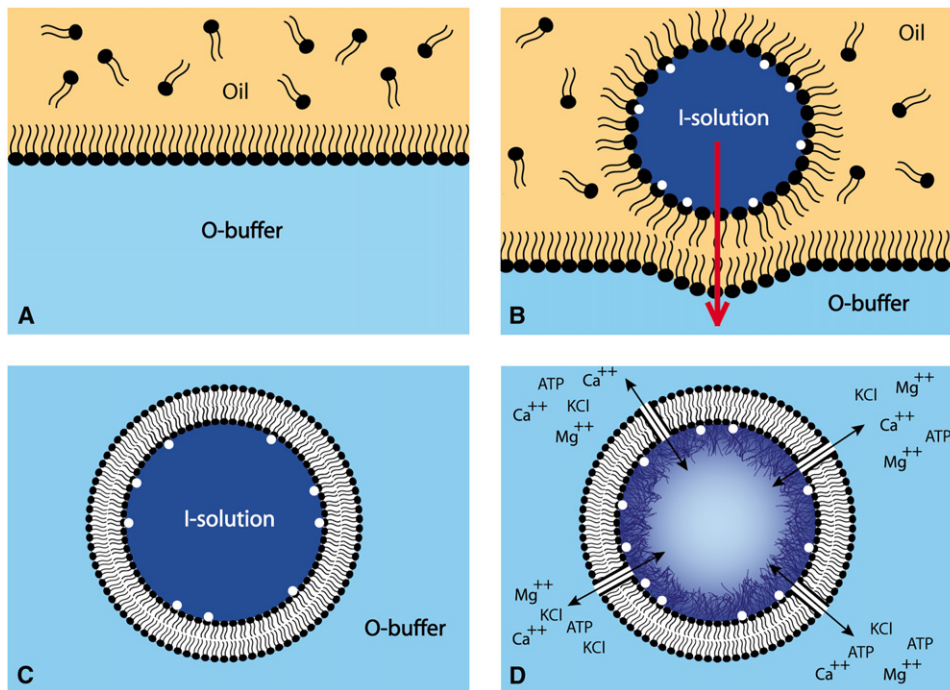 Oil
O-buffer
A
Oil
I-solution
O-buffer
B
I-solution
O-buffer
C
ATP Ca++
Ca++ KCl
Mg++
KCl Mg++
Ca++
ATP
Mg++
Mg++
KCl
Ca++ ATP
KCl
KCl
ATP ATP
Ca++ Mg++
D